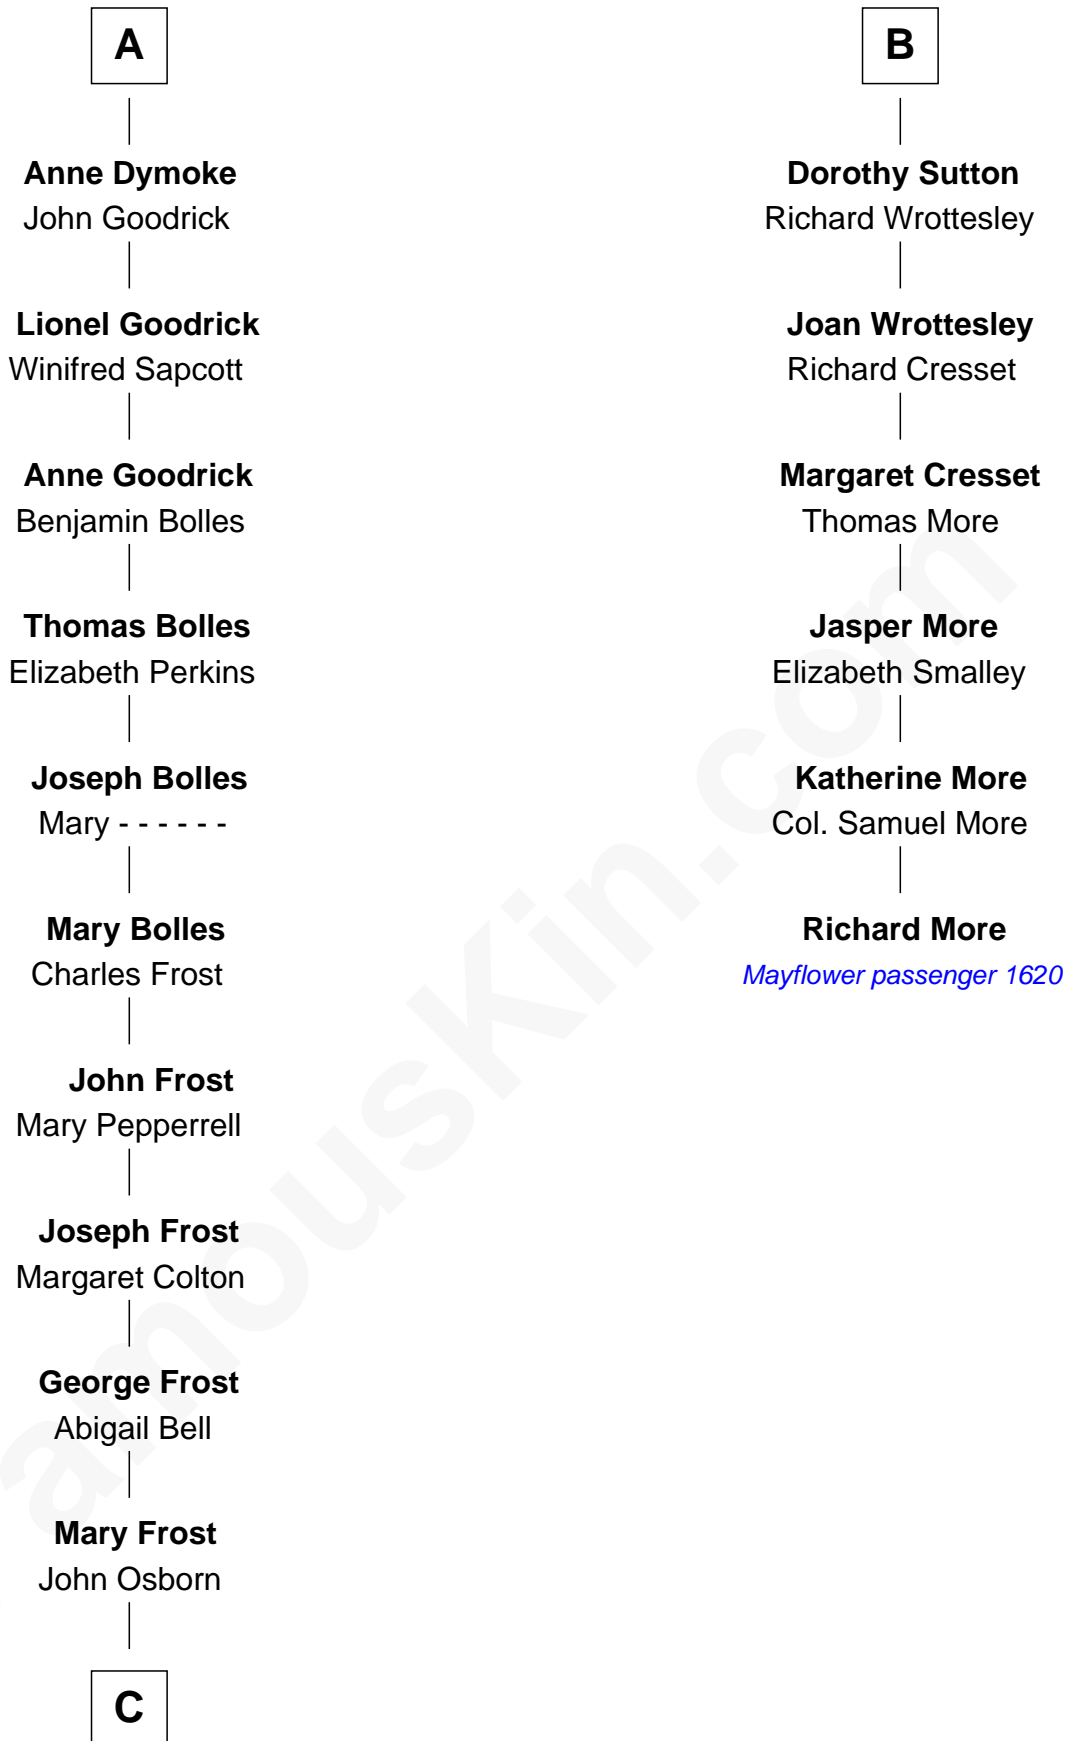 A
Anne Dymoke
John Goodrick
Lionel Goodrick
Winifred Sapcott
Anne Goodrick
Benjamin Bolles
Thomas Bolles
Elizabeth Perkins
Joseph Bolles
Mary - - - - - -
Mary Bolles
Charles Frost
John Frost
Mary Pepperrell
Joseph Frost
Margaret Colton
George Frost
Abigail Bell
Mary Frost
John Osborn
C
B
Dorothy Sutton
Richard Wrottesley
Joan Wrottesley
Richard Cresset
Margaret Cresset
Thomas More
Jasper More
Elizabeth Smalley
Katherine More
Col. Samuel More
Richard More
Mayflower passenger 1620
amouskin.com